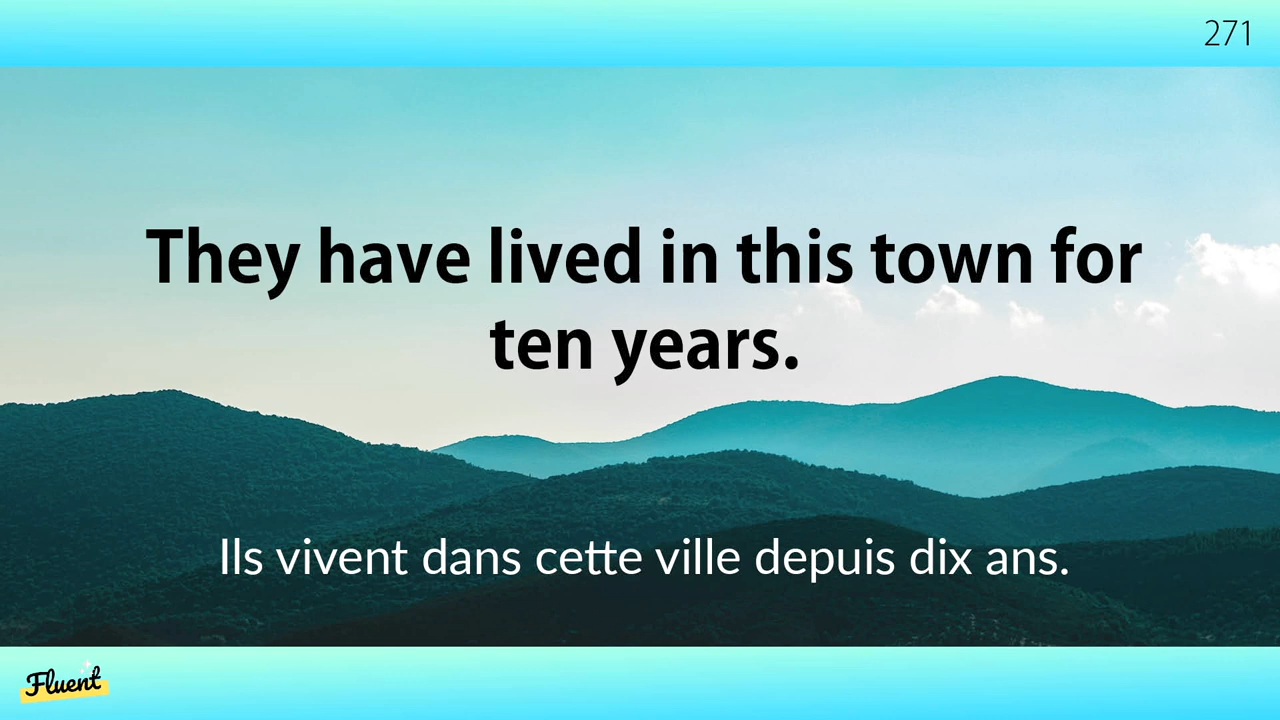 271
They have lived in this town for
ten years.
Ils vivent dans cette ville depuis dix ans.
Fluent